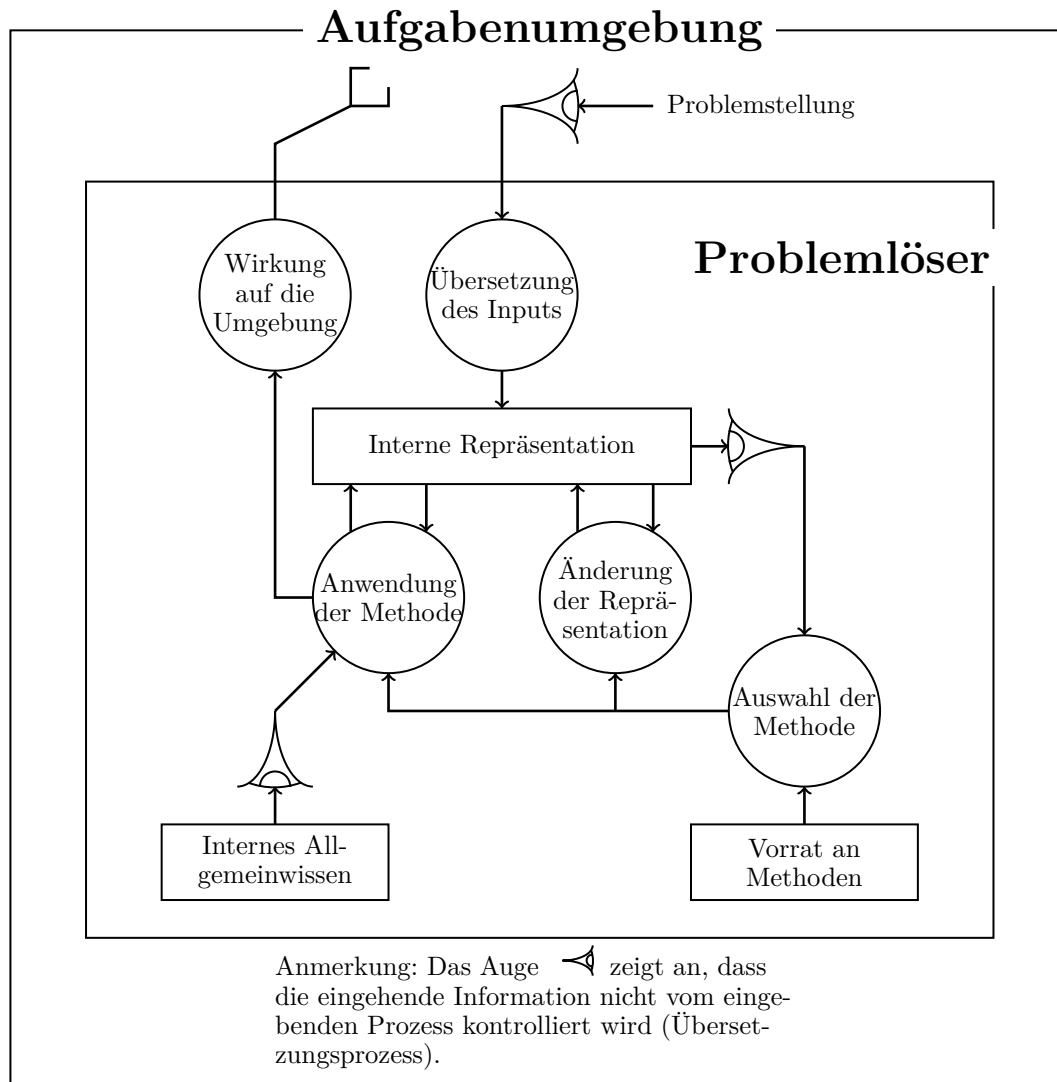 Aufgabenumgebung
Problemstellung
Problemlöser
Wirkung
auf die
Umgebung
Übersetzung
des Inputs
Interne Repräsentation
Anwendung
der Methode
Änderung
der Reprä-
sentation
Auswahl der
Methode
Internes All-
gemeinwissen
Vorrat an
Methoden
Anmerkung: Das Auge zeigt an, dass
die eingehende Information nicht vom einge-
benden Prozess kontrolliert wird (Überset-
zungsprozess).